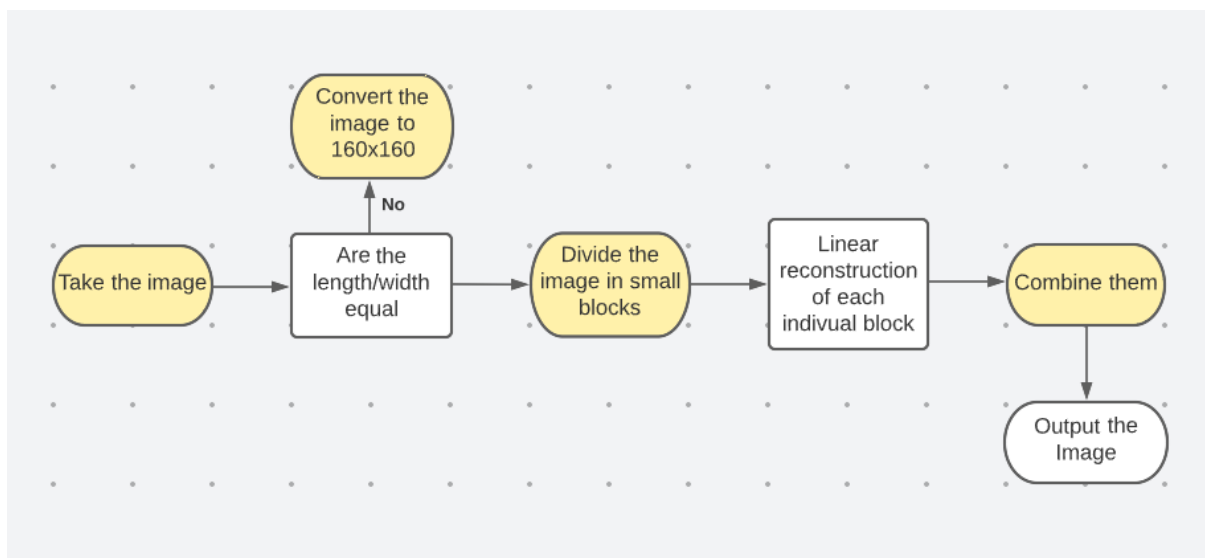 Convert the
image to
160x160
No
Take the image
Are the
length/width
equal
Divide the
image in small
blocks
Linear
reconstruction
of each
indivual block
Combine them
Output the
Image